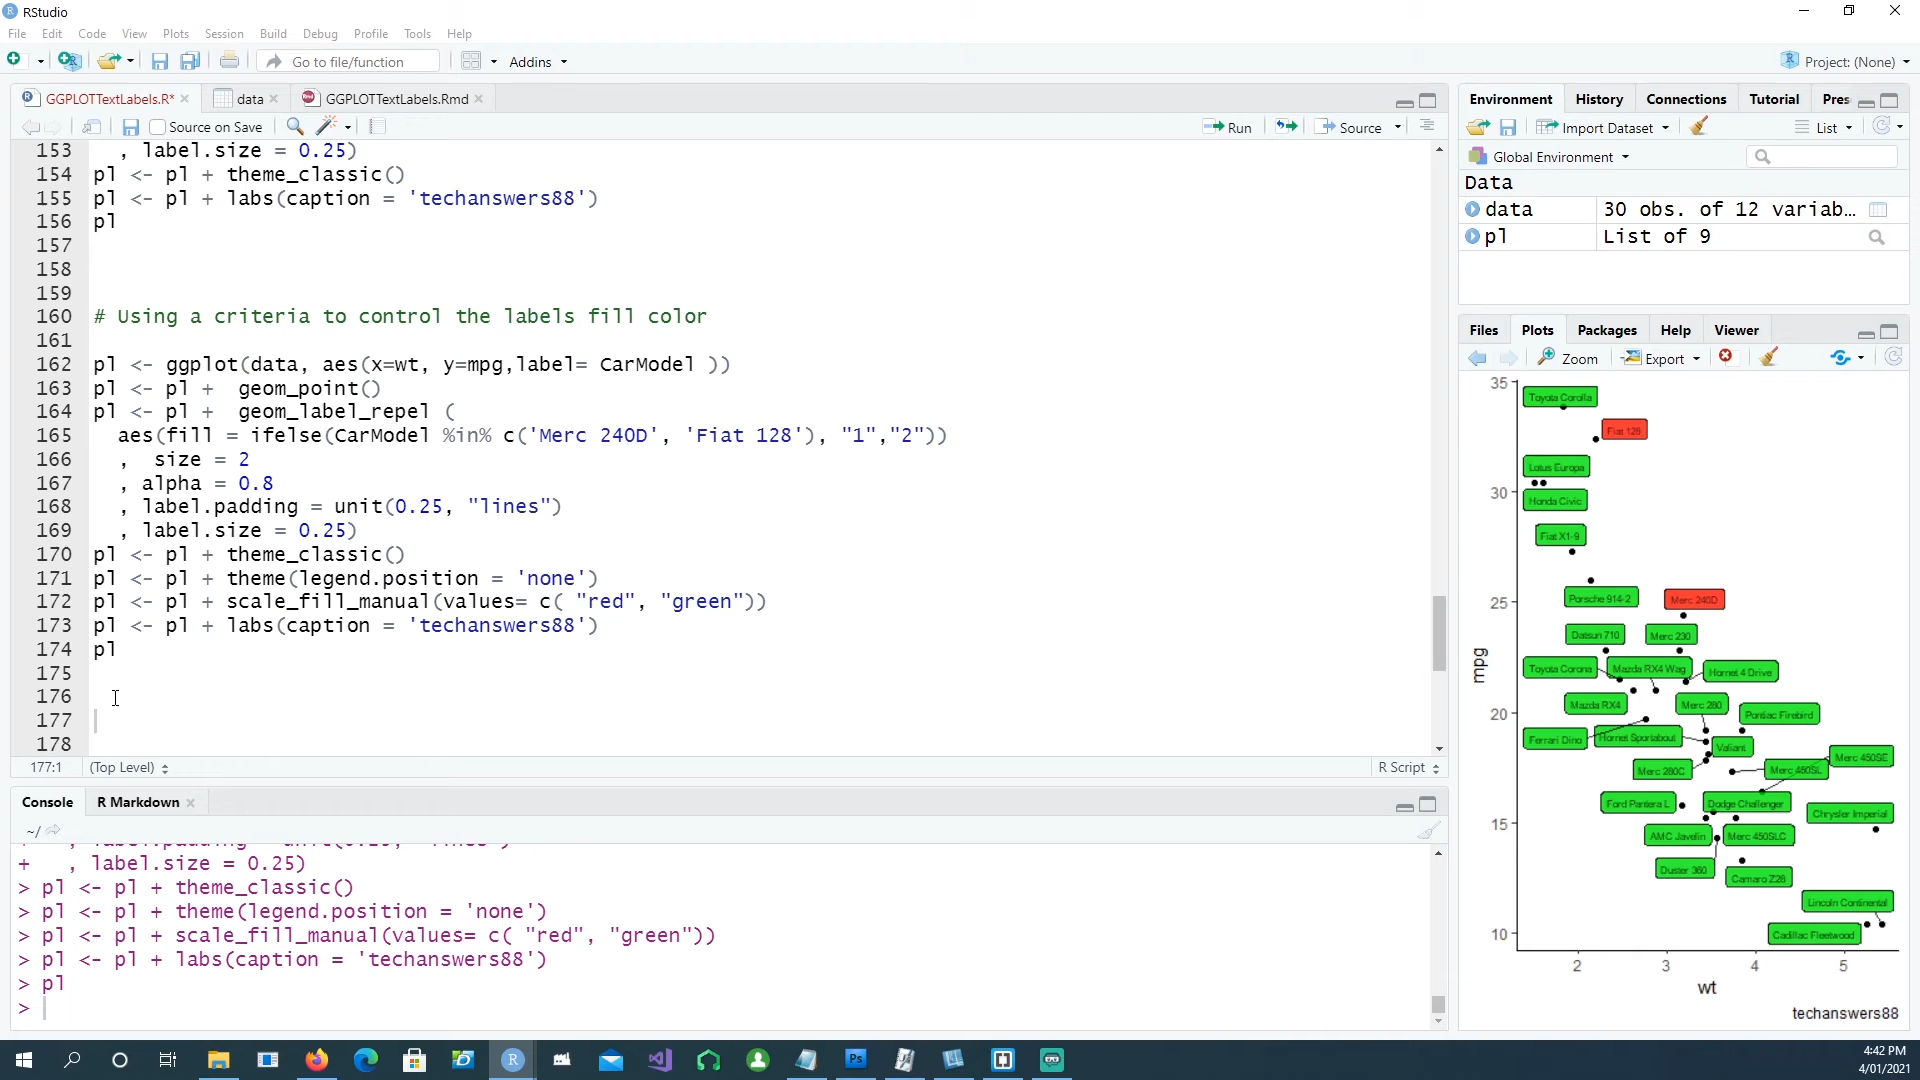 RStudio
File Edit Code View Plots Session Build Debug Profile Tools Help
Go to file/function Addins Project: (None)
GGPLOTTextLabels.R* data GGPLOTTextLabels.Rmd
Source on Save Run Source
153 , label.size = 0.25)
154 pl <- pl + theme_classic()
155 pl <- pl + labs(caption = 'techanswers88')
156 pl
157
158
159
160 # Using a criteria to control the labels fill color
161
162 pl <- ggplot(data, aes(x=wt, y=mpg,label= CarModel ))
163 pl <- pl + geom_point()
164 pl <- pl + geom_label_repel (
165 aes(fill = ifelse(CarModel %in% c('Merc 240D', 'Fiat 128'), "1","2"))
166 , size = 2
167 , alpha = 0.8
168 , label.padding = unit(0.25, "lines")
169 , label.size = 0.25)
170 pl <- pl + theme_classic()
171 pl <- pl + theme(legend.position = 'none')
172 pl <- pl + scale_fill_manual(values= c( "red", "green"))
173 pl <- pl + labs(caption = 'techanswers88')
174 pl
175
176
177
178
177:1 (Top Level) R Script
Console R Markdown
~/
+ , label.size = 0.25)
> pl <- pl + theme_classic()
> pl <- pl + theme(legend.position = 'none')
> pl <- pl + scale_fill_manual(values= c( "red", "green"))
> pl <- pl + labs(caption = 'techanswers88')
> pl
>
Environment History Connections Tutorial Pres
Import Dataset List
Global Environment
Data
data 30 obs. of 12 variab...
pl List of 9
Files Plots Packages Help Viewer
Zoom Export
35
Toyota Corolla
Fiat 128
Lotus Europa
30
Honda Civic
Fiat X1-9
Porsche 914-2
25
Merc 240D
Datsun 710
Merc 230
Toyota Corona
Mazda RX4 Wag
Hornet 4 Drive
mpg
Mazda RX4
Merc 280
Pontiac Firebird
20
Ferrari Dino
Hornet Sportabout
Valiant
Merc 450SE
Merc 280C
Merc 450SL
Ford Pantera L
Dodge Challenger
Chrysler Imperial
15
AMC Javelin
Merc 450SLC
Duster 360
Camaro Z28
Lincoln Continental
10
Cadillac Fleetwood
2 3 4 5
wt
techanswers88
4:42 PM
4/01/2021